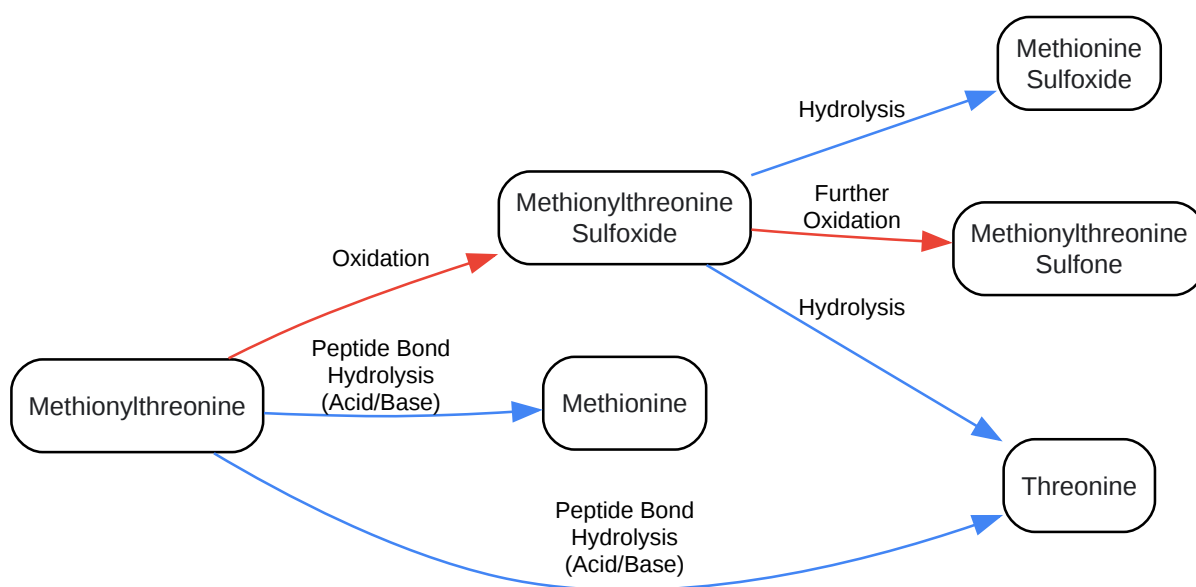 Methionine
Sulfoxide
Hydrolysis
Methionylthreonine
Sulfoxide
Further
Oxidation
Methionylthreonine
Sulfone
Oxidation
Hydrolysis
Peptide Bond
Hydrolysis
(Acid/Base)
Methionylthreonine
Methionine
Threonine
Peptide Bond
Hydrolysis
(Acid/Base)